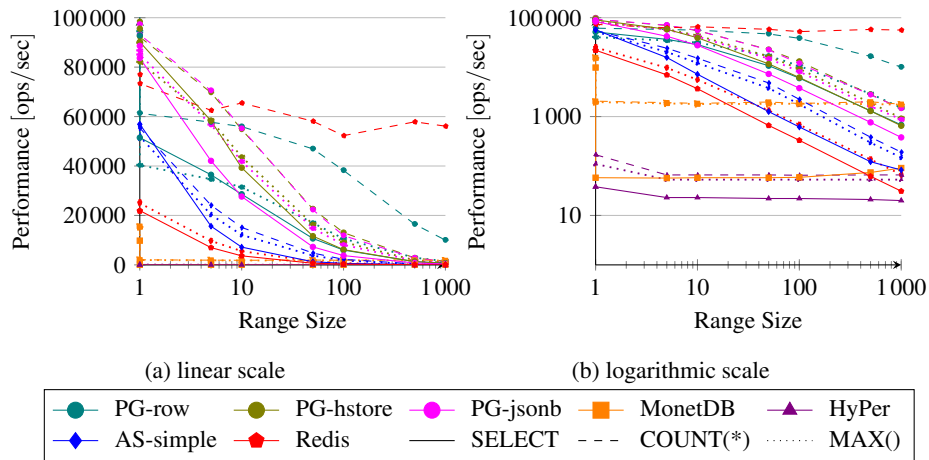 100 000
80 000
60 000
40 000
20 000
0
1
10
100
1 000
Performance [ops/sec]
Range Size
(a) linear scale
100 000
1 000
10
1
10
100
1 000
Performance [ops/sec]
Range Size
(b) logarithmic scale
PG-row PG-hstore PG-jsonb MonetDB HyPer
AS-simple Redis SELECT COUNT(*) MAX()